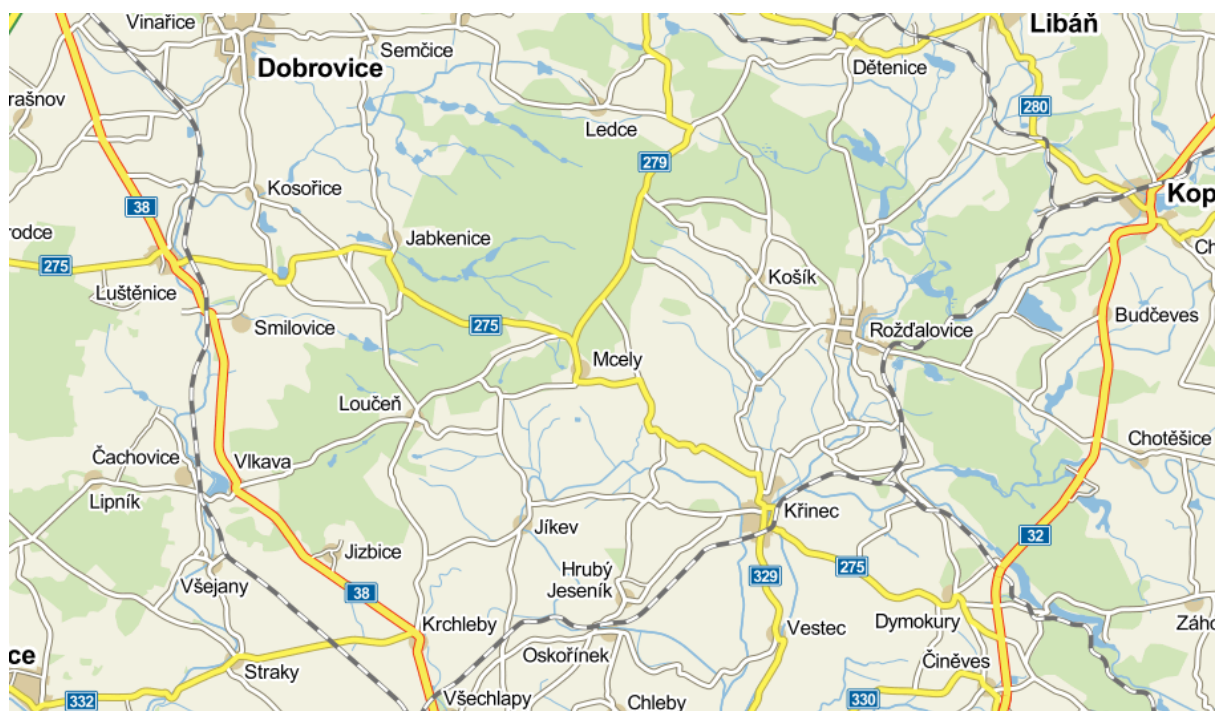 Vinařice
Libáň
Semčice
Dobrovice
Dětenice
rašnov
280
Ledce
279
Kosořice
Kop
38
rodce
Jabkenice
Ch
275
Košík
Luštěnice
Budčeves
Smilovice
275
Rožďalovice
Mcely
Loučeň
Chotěšice
Čachovice
Vlkava
Lipník
Křinec
Jíkev
32
Jizbice
Hrubý
Jeseník
329
275
Všejany
38
Krchleby
Vestec
Dymokury
Záho
ce
Oskořínek
Straky
Činěves
332
Všechlapy
Chleby
330